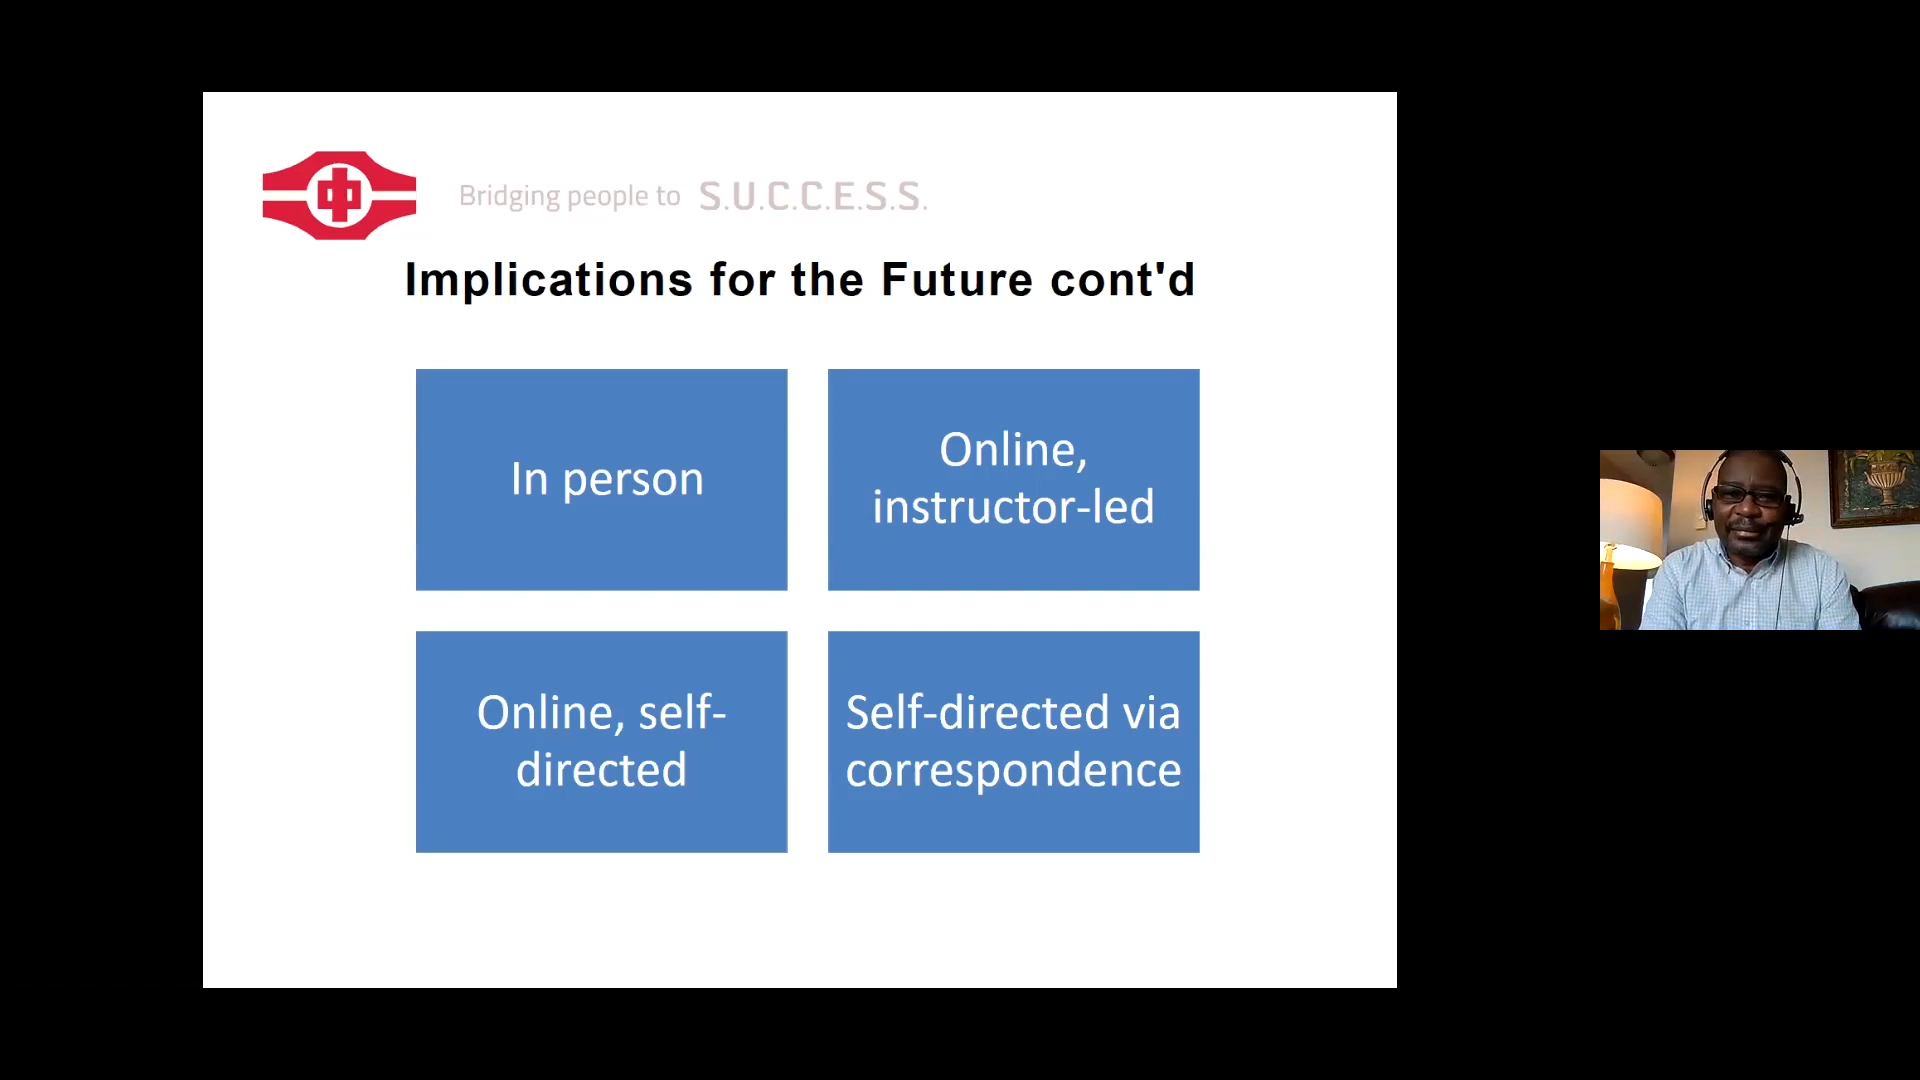 Bridging people to S.U.C.C.E.S.S.
Implications for the Future cont'd
In person
Online,
instructor-led
Online, self-
directed
Self-directed via
correspondence